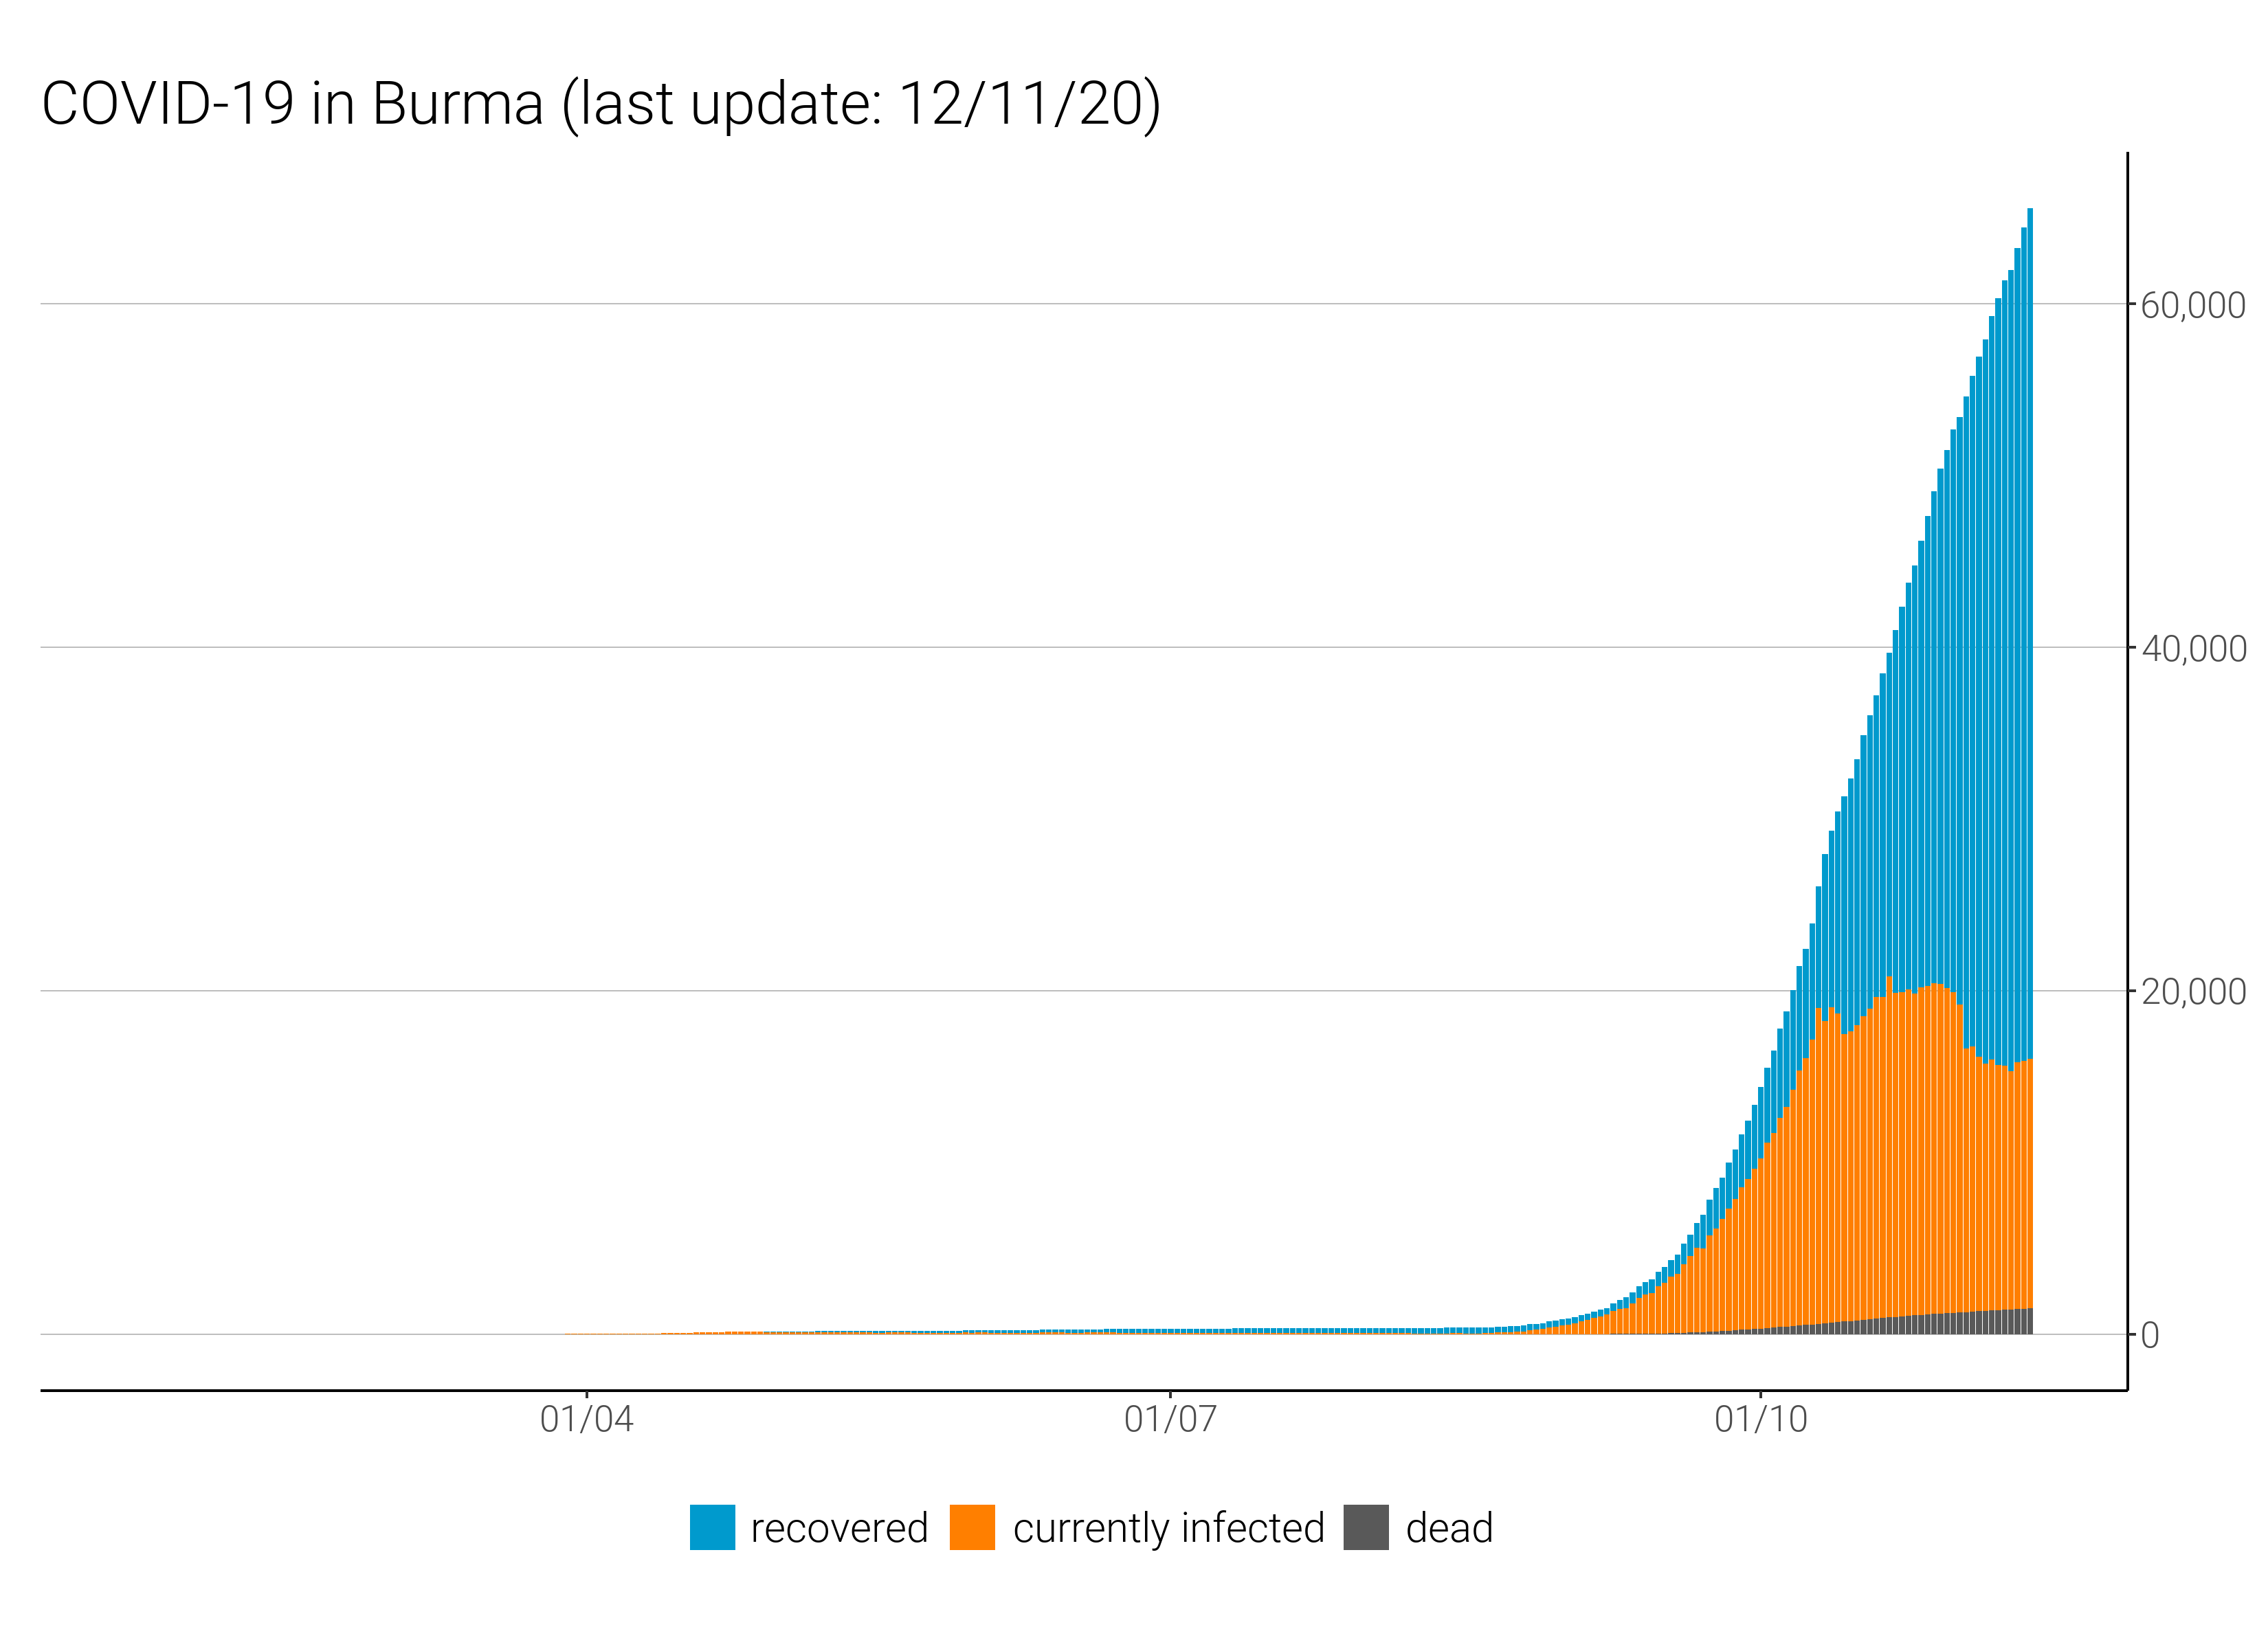 COVID-19 in Burma (last update: 12/11/20)
60,000
40,000
20,000
0
01/04 01/07 01/10
recovered currently infected dead